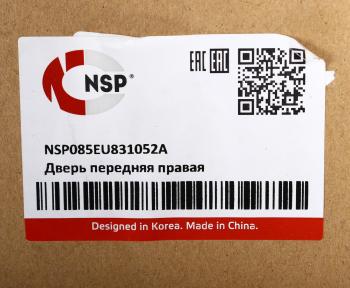 NSP®
EAC EAC
NSP085EU831052A
Дверь передняя правая
Designed in Korea. Made in China.